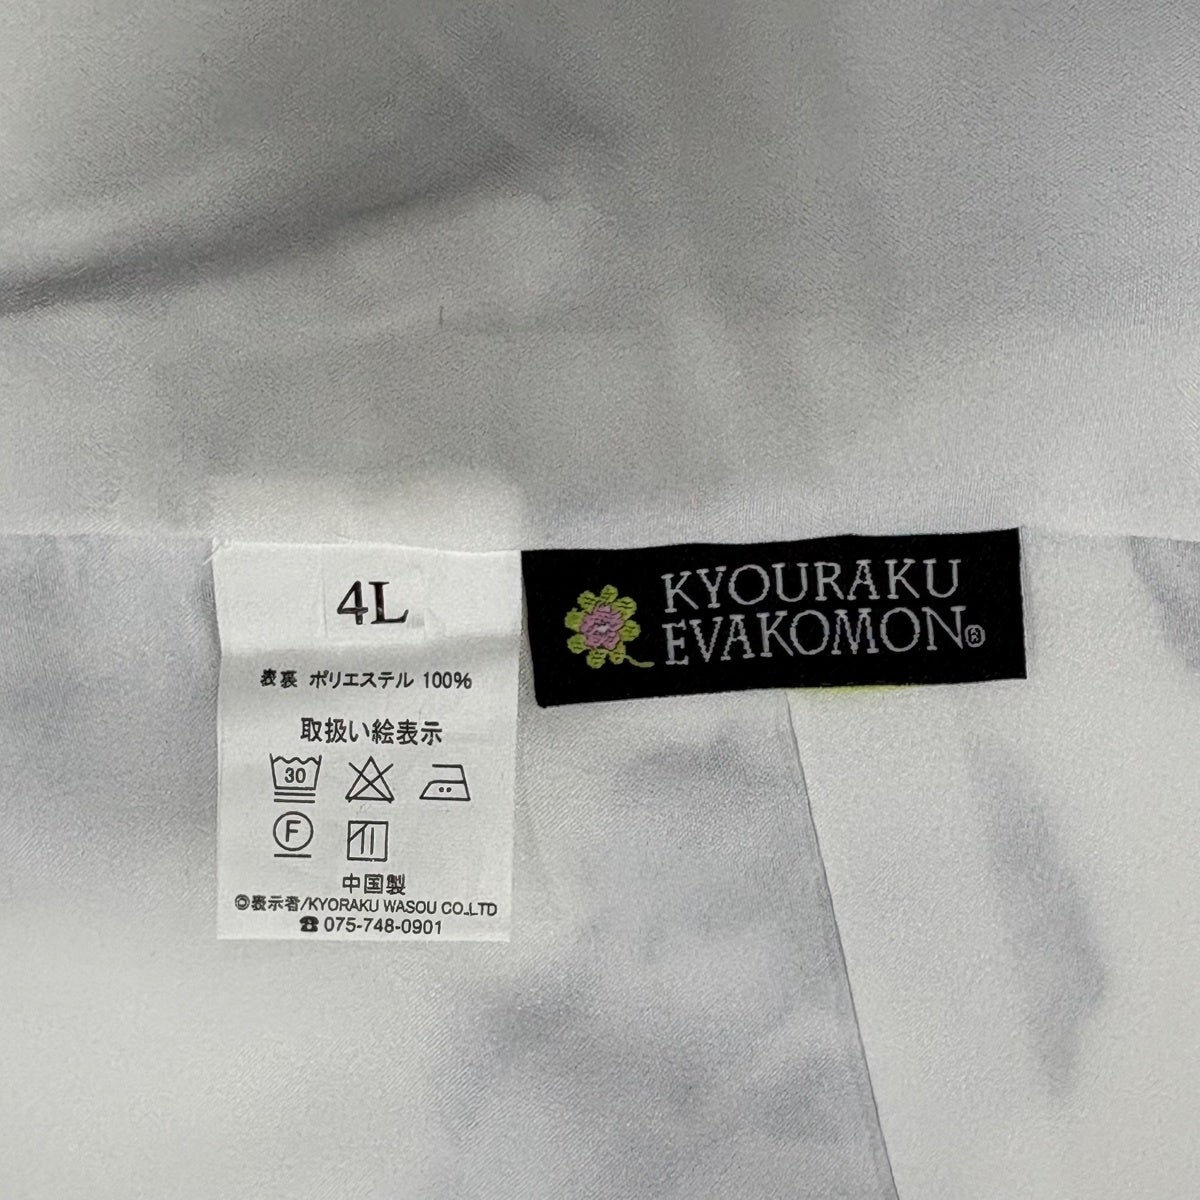 4L
表裏 ポリエステル 100%
取扱い絵表示
30
F
中国製
©表示者/KYORAKU WASOU CO.,LTD
☎ 075-748-0901
KYOURAKU
EVAKOMON®